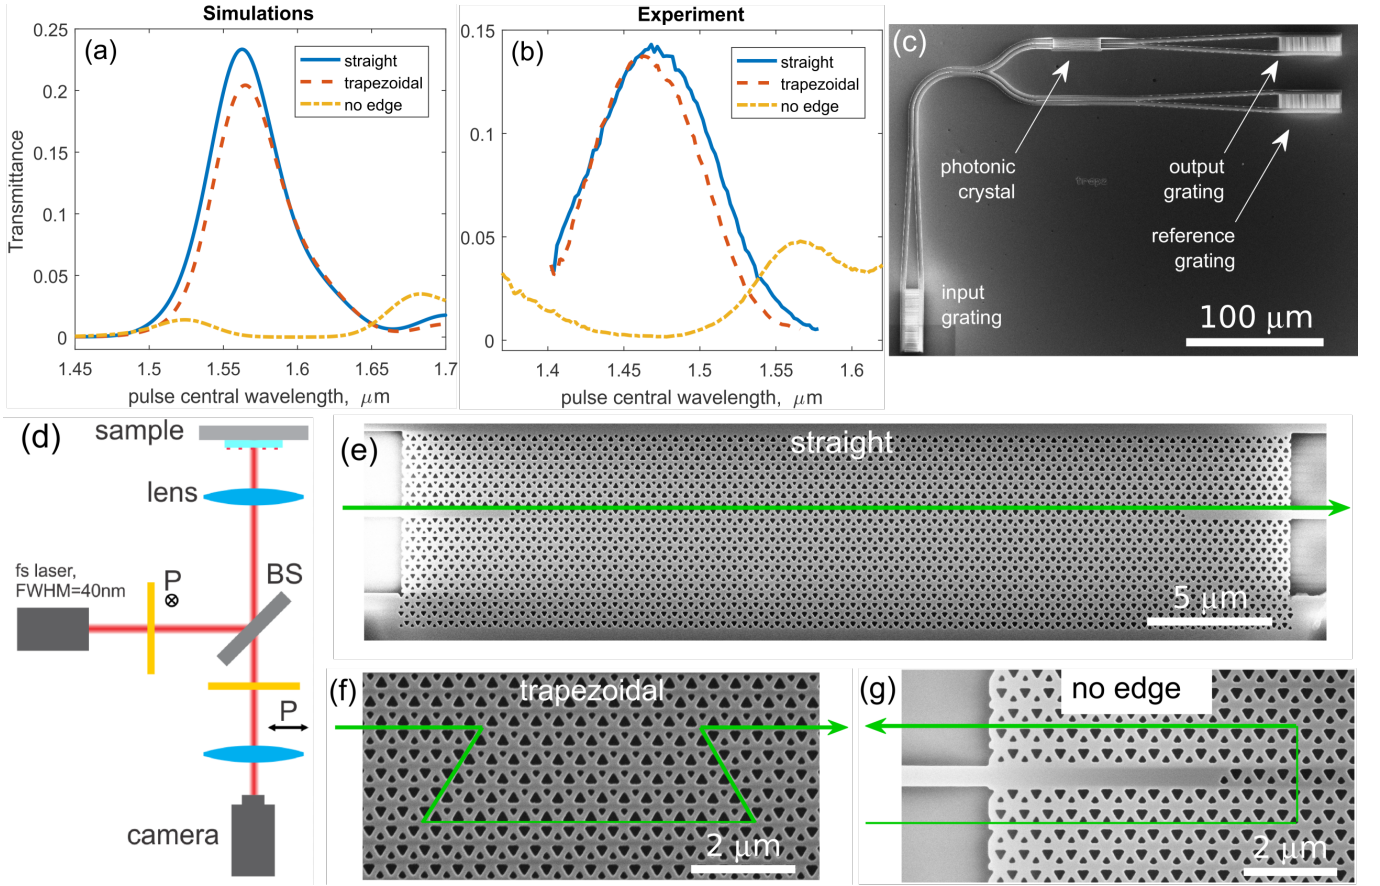 Simulations
(a)
0.25
0.2
0.15
0.1
0.05
0
Transmittance
straight
trapezoidal
no edge
1.45
1.5
1.55
1.6
1.65
1.7
pulse central wavelength, μm
Experiment
(b)
0.15
0.1
0.05
0
straight
trapezoidal
no edge
1.4
1.45
1.5
1.55
1.6
pulse central wavelength, μm
(c)
photonic
crystal
output
grating
reference
grating
input
grating
100 μm
(d)
sample
lens
fs laser,
FWHM=40nm
P
BS
P
camera
(e)
straight
5 μm
(f)
trapezoidal
2 μm
(g)
no edge
2 μm